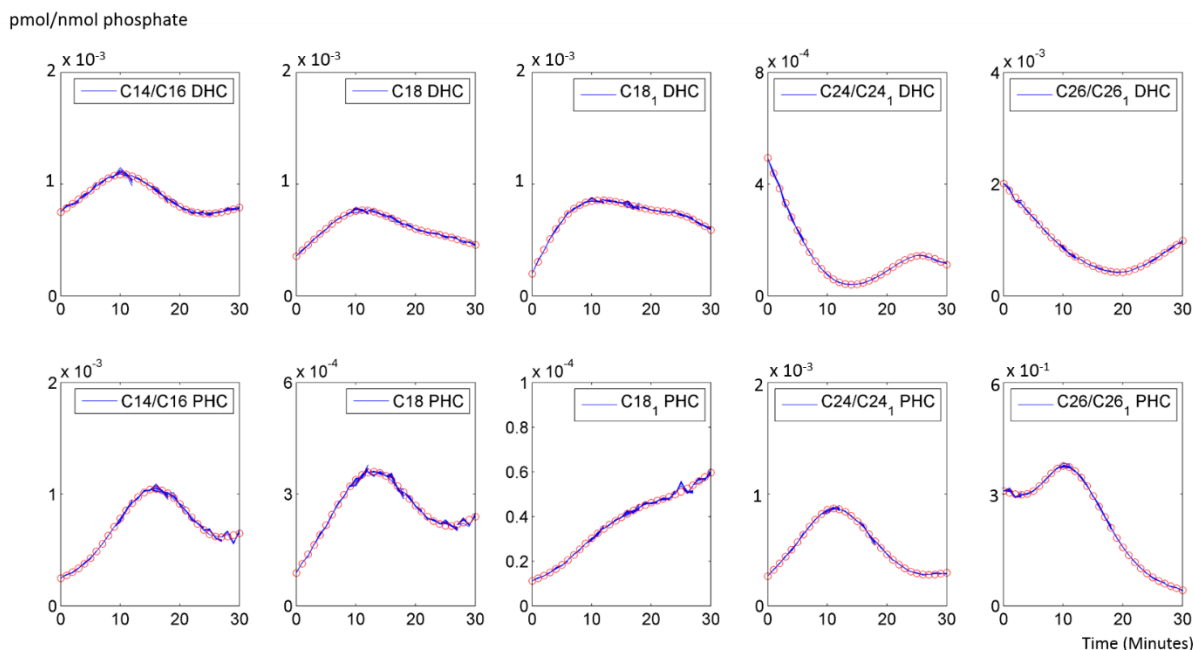 pmol/nmol phosphate
x 10⁻³ x 10⁻³ x 10⁻³ x 10⁻⁴ x 10⁻³
2 2 2 8 4
C14/C16 DHC C18 DHC C18₁ DHC C24/C24₁ DHC C26/C26₁ DHC
1 1 1 4 2
0 0 0 0 0
0 10 20 30 0 10 20 30 0 10 20 30 0 10 20 30 0 10 20 30
x 10⁻³ x 10⁻⁴ x 10⁻⁴ x 10⁻³ x 10⁻¹
2 6 1 2 6
C14/C16 PHC C18 PHC C18₁ PHC C24/C24₁ PHC C26/C26₁ PHC
0.8
0.6
1 3 1 3
0.4
0.2
0 0 0 0 0
0 10 20 30 0 10 20 30 0 10 20 30 0 10 20 30 0 10 20 30
Time (Minutes)